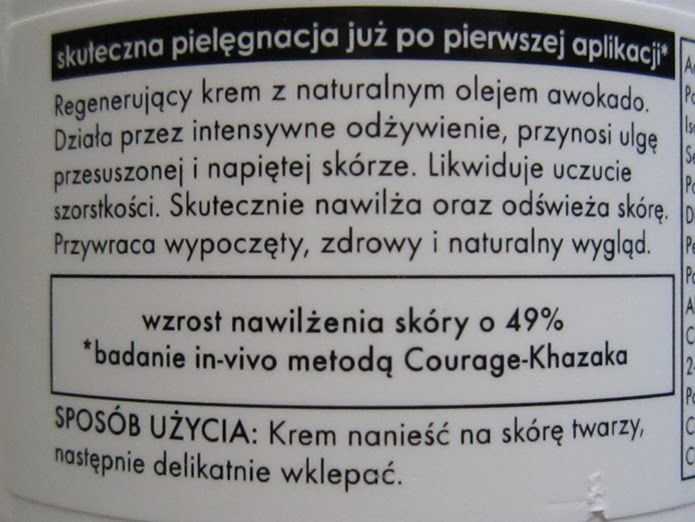 skuteczna pielęgnacja już po pierwszej aplikacji*
Regenerujący krem z naturalnym olejem awokado.
Działa przez intensywne odżywienie, przynosi ulgę
przesuszonej i napiętej skórze. Likwiduje uczucie
szorstkości. Skutecznie nawilża oraz odświeża skórę.
Przywraca wypoczęty, zdrowy i naturalny wygląd.
wzrost nawilżenia skóry o 49%
*badanie in-vivo metodą Courage-Khazaka
SPOSÓB UŻYCIA: Krem nanieść na skórę twarzy,
następnie delikatnie wklepać.